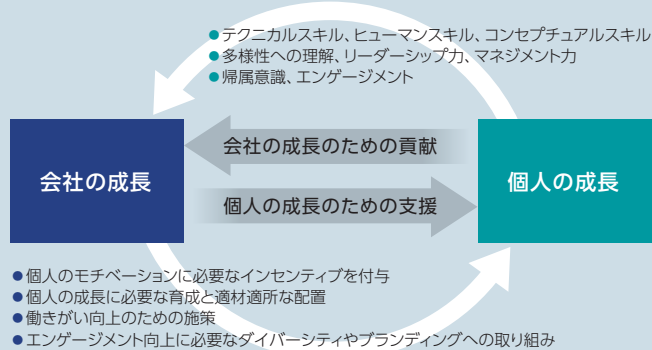 ●テクニカルスキル、ヒューマンスキル、コンセプチュアルスキル
●多様性への理解、リーダーシップ力、マネジメント力
●帰属意識、エンゲージメント
会社の成長
会社の成長のための貢献
個人の成長のための支援
個人の成長
●個人のモチベーションに必要なインセンティブを付与
●個人の成長に必要な育成と適材適所な配置
●働きがい向上のための施策
●エンゲージメント向上に必要なダイバーシティやブランディングへの取り組み